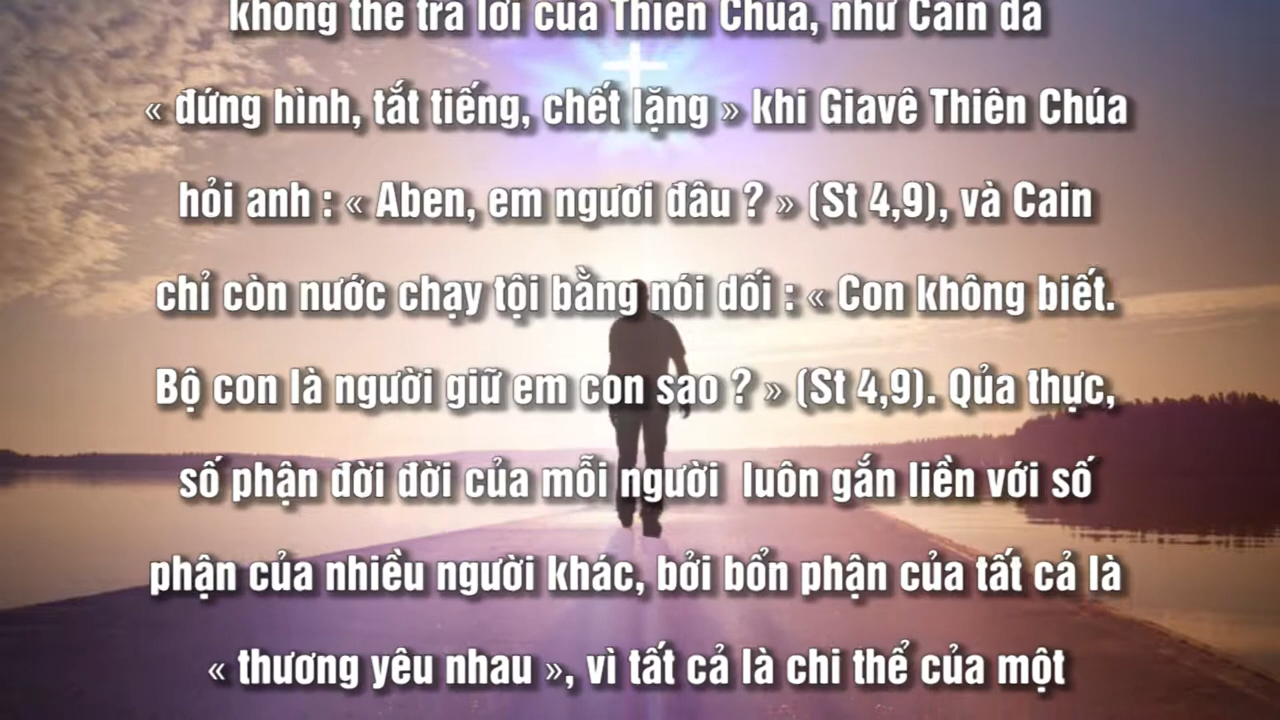 không thể trả lời của Thiên Chúa, như Cain đã
« đứng hình, tắt tiếng, chết lặng » khi Giavê Thiên Chúa
hỏi anh : « Aben, em ngươi đâu ? » (St 4,9), và Cain
chỉ còn nước chạy tội bằng nói dối : « Con không biết.
Bộ con là người giữ em con sao ? » (St 4,9). Qủa thực,
số phận đời đời của mỗi người luôn gắn liền với số
phận của nhiều người khác, bởi bổn phận của tất cả là
« thương yêu nhau », vì tất cả là chi thể của một